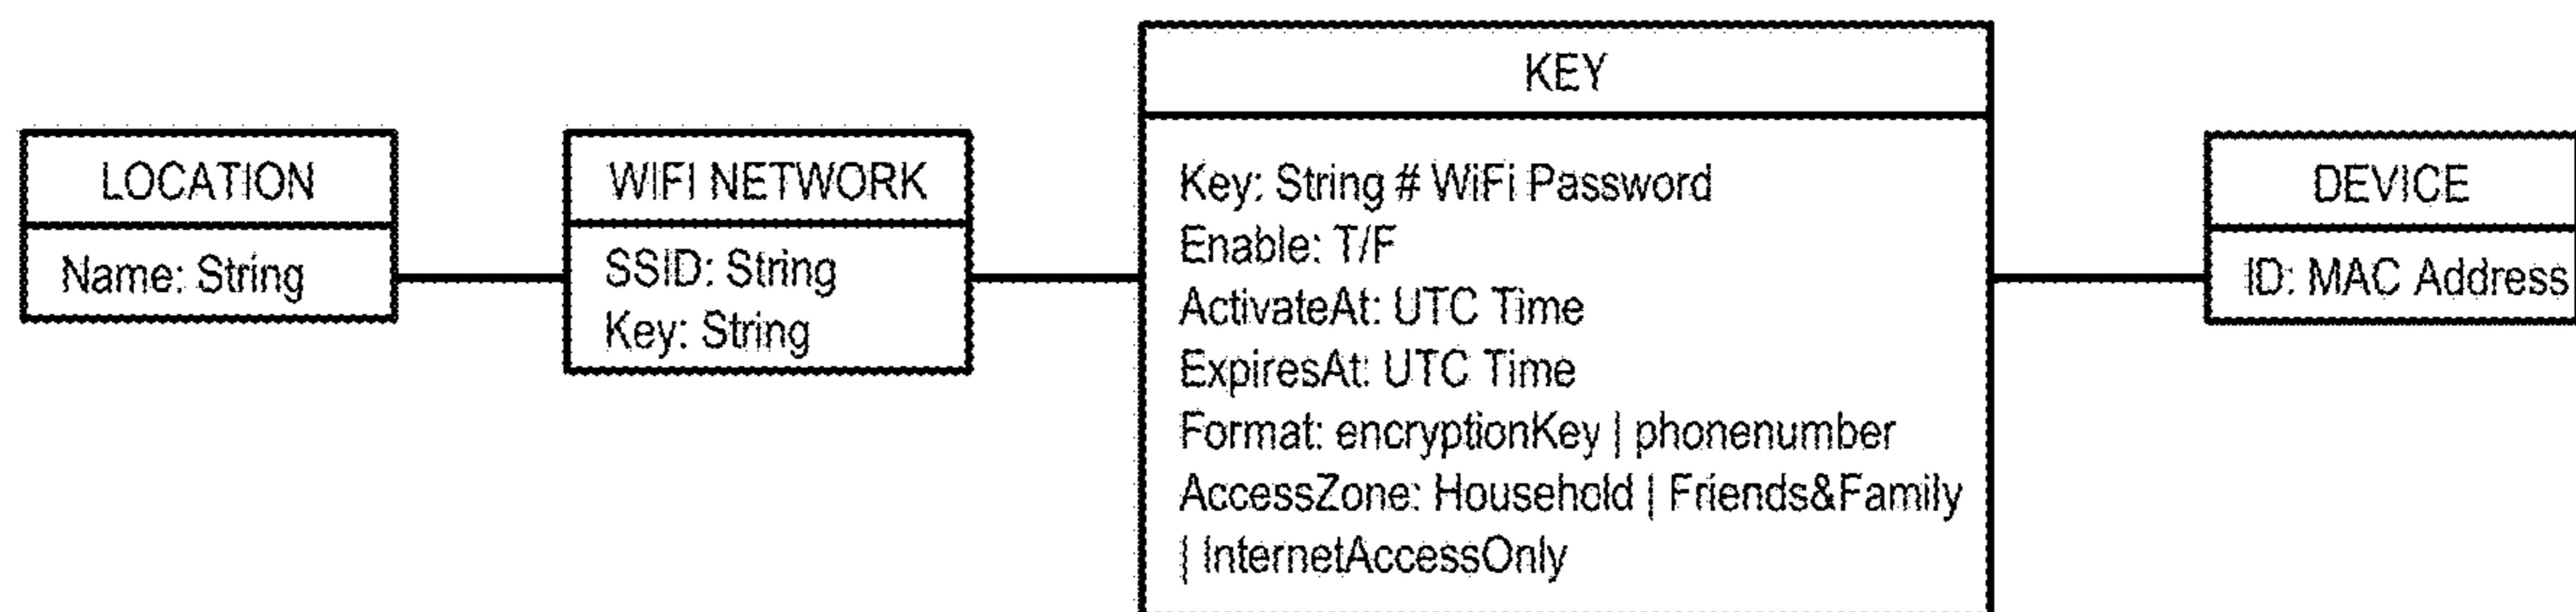 LOCATION
Name: String
WIFI NETWORK
SSID: String
Key: String
KEY
Key: String # WiFi Password
Enable: T/F
ActivateAt: UTC Time
ExpiresAt: UTC Time
Format: encryptionKey | phonenumber
AccessZone: Household | Friends&Family
| InternetAccessOnly
DEVICE
ID: MAC Address